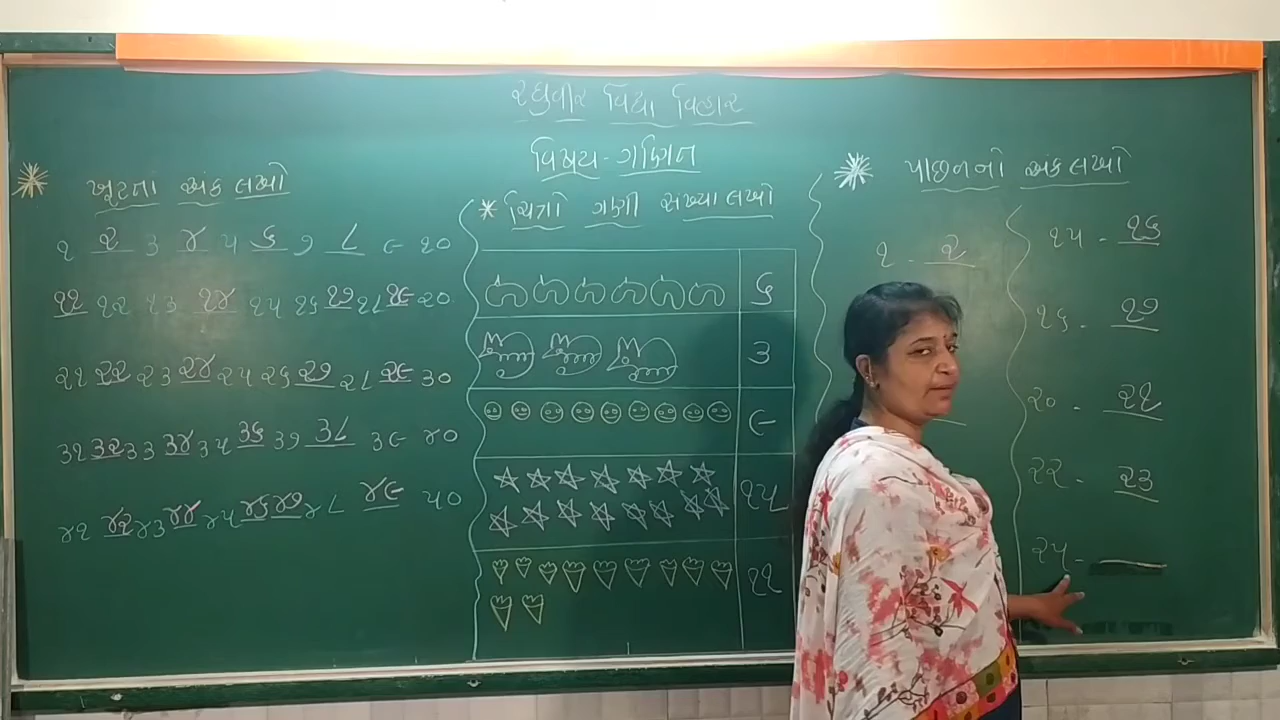 રઘુવીર વિદ્યા વિહાર
વિષય - ગણિત
* ખૂટતા અંક લખો
૧ ૨ ૩ ૪ ૫ ૬ ૭ ૮ ૯ ૧૦
૧૧ ૧૨ ૧૩ ૧૪ ૧૫ ૧૬ ૧૭ ૧૮ ૧૯ ૨૦
૨૧ ૨૨ ૨૩ ૨૪ ૨૫ ૨૬ ૨૭ ૨૮ ૨૯ ૩૦
૩૧ ૩૨ ૩૩ ૩૪ ૩૫ ૩૬ ૩૭ ૩૮ ૩૯ ૪૦
૪૧ ૪૨ ૪૩ ૪૪ ૪૫ ૪૬ ૪૭ ૪૮ ૪૯ ૫૦
* ચિત્રો ગણી સંખ્યા લખો
૬
૩
૯
૧૫
૧૧
* પાછળનો અંક લખો
૧ - ૨
૧૫ - ૧૬
૧૬ - ૧૭
૨૦ - ૨૧
૨૨ - ૨૩
૨૫ -